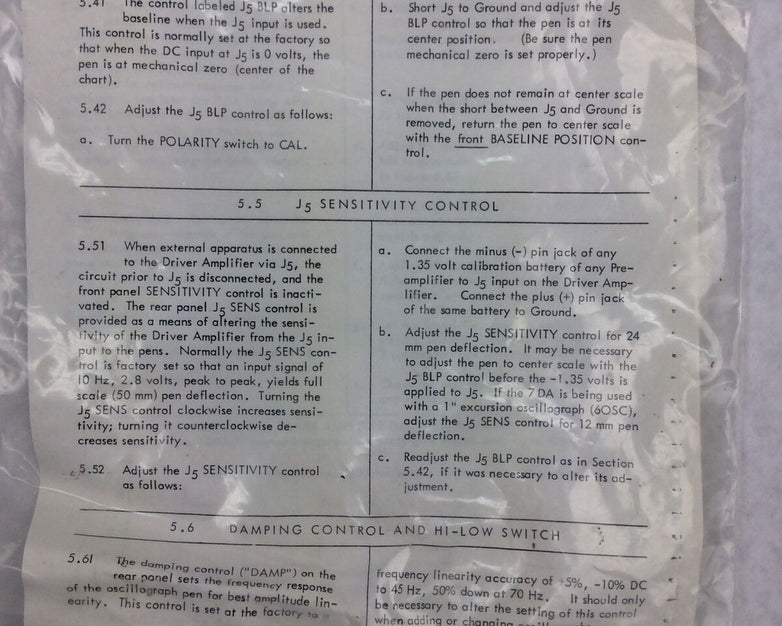 5.41 The control labeled J5 BLP alters the
baseline when the J5 input is used.
This control is normally set at the factory so
that when the DC input at J5 is 0 volts, the
pen is at mechanical zero (center of the
chart).
5.42 Adjust the J5 BLP control as follows:
a. Turn the POLARITY switch to CAL.
b. Short J5 to Ground and adjust the J5
BLP control so that the pen is at its
center position. (Be sure the pen
mechanical zero is set properly.)
c. If the pen does not remain at center scale
when the short between J5 and Ground is
removed, return the pen to center scale
with the front BASELINE POSITION con-
trol.
5.5 J5 SENSITIVITY CONTROL
5.51 When external apparatus is connected
to the Driver Amplifier via J5, the
circuit prior to J5 is disconnected, and the
front panel SENSITIVITY control is inacti-
vated. The rear panel J5 SENS control is
provided as a means of altering the sensi-
tivity of the Driver Amplifier from the J5 in-
put to the pens. Normally the J5 SENS con-
trol is factory set so that an input signal of
10 Hz, 2.8 volts, peak to peak, yields full
scale (50 mm) pen deflection. Turning the
J5 SENS control clockwise increases sensi-
tivity; turning it counterclockwise de-
creases sensitivity.
5.52 Adjust the J5 SENSITIVITY control
as follows:
a. Connect the minus (-) pin jack of any
1.35 volt calibration battery of any Pre-
amplifier to J5 input on the Driver Amp-
lifier. Connect the plus (+) pin jack
of the same battery to Ground.
b. Adjust the J5 SENSITIVITY control for 24
mm pen deflection. It may be necessary
to adjust the pen to center scale with the
J5 BLP control before the -1.35 volts is
applied to J5. If the 7 DA is being used
with a 1" excursion oscillograph (6OSC),
adjust the J5 SENS control for 12 mm pen
deflection.
c. Readjust the J5 BLP control as in Section
5.42, if it was necessary to alter its ad-
justment.
5.6 DAMPING CONTROL AND HI-LOW SWITCH
5.61 The damping control ("DAMP") on the
rear panel sets the frequency response
of the oscillograph pen for best amplitude lin-
earity. This control is set at the factory to
frequency linearity accuracy of +5%, -10% DC
to 45 Hz, 50% down at 70 Hz. It should only
be necessary to alter the setting of this control
when adding or changing